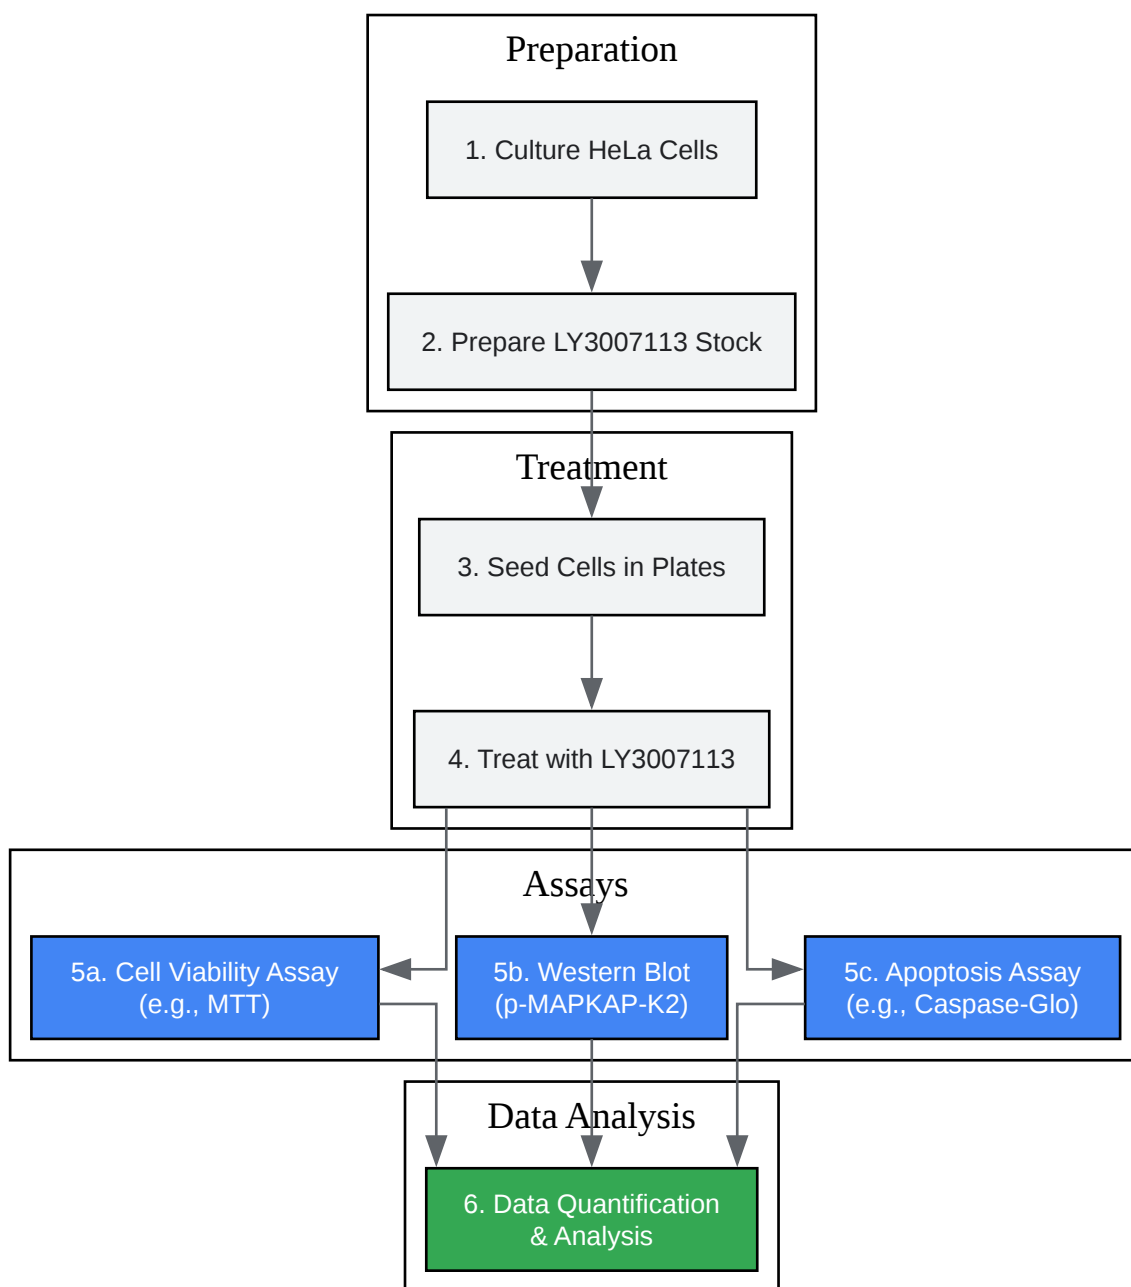 Preparation
1. Culture HeLa Cells
2. Prepare LY3007113 Stock
Treatment
3. Seed Cells in Plates
4. Treat with LY3007113
Assays
5a. Cell Viability Assay
(e.g., MTT)
5b. Western Blot
(p-MAPKAP-K2)
5c. Apoptosis Assay
(e.g., Caspase-Glo)
Data Analysis
6. Data Quantification
& Analysis